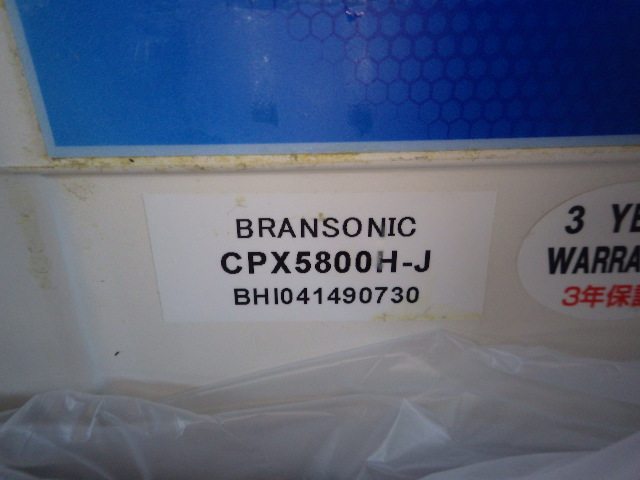 BRANSONIC
CPX5800H-J
BHI041490730
3 YE
WARRA
3年保